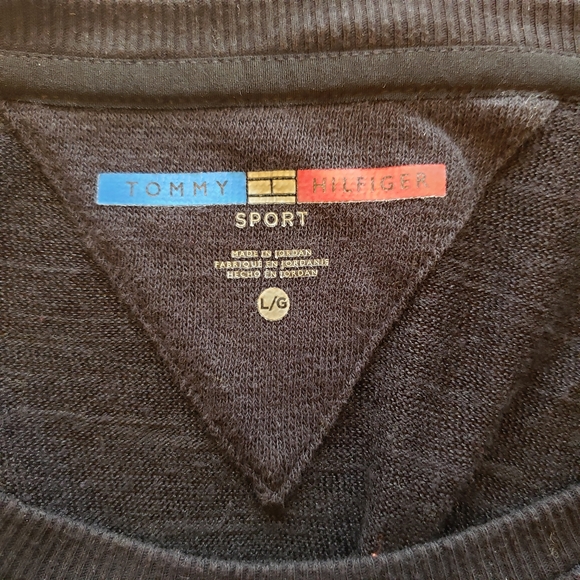 TOMMY HILFIGER
SPORT
MADE IN JORDAN
FABRIQUÉ EN JORDANIE
HECHO EN JORDAN
L/G